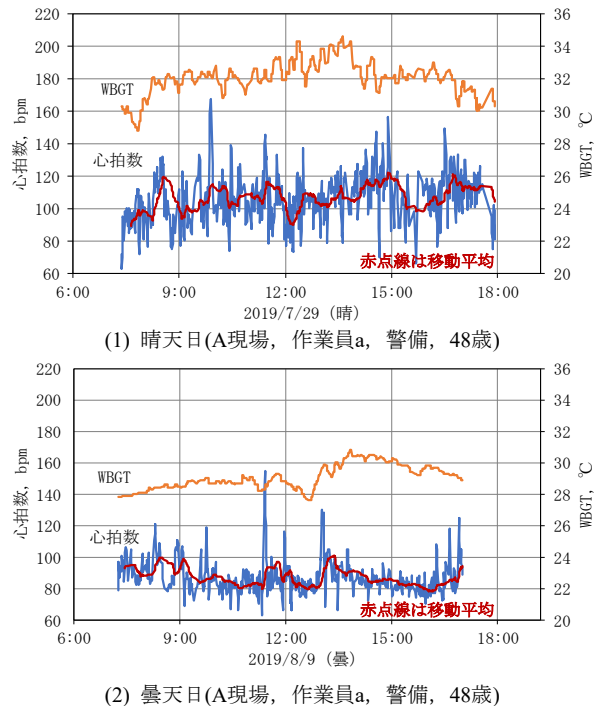 220
200
180
160
140
120
100
80
60
心拍数, bpm
36
34
32
30
28
26
24
22
20
WBGT, ℃
WBGT
心拍数
赤点線は移動平均
6:00 9:00 12:00 15:00 18:00
2019/7/29 (晴)
(1) 晴天日(A現場，作業員a，警備，48歳)
220
200
180
160
140
120
100
80
60
心拍数, bpm
36
34
32
30
28
26
24
22
20
WBGT, ℃
WBGT
心拍数
赤点線は移動平均
6:00 9:00 12:00 15:00 18:00
2019/8/9 (曇)
(2) 曇天日(A現場，作業員a，警備，48歳)